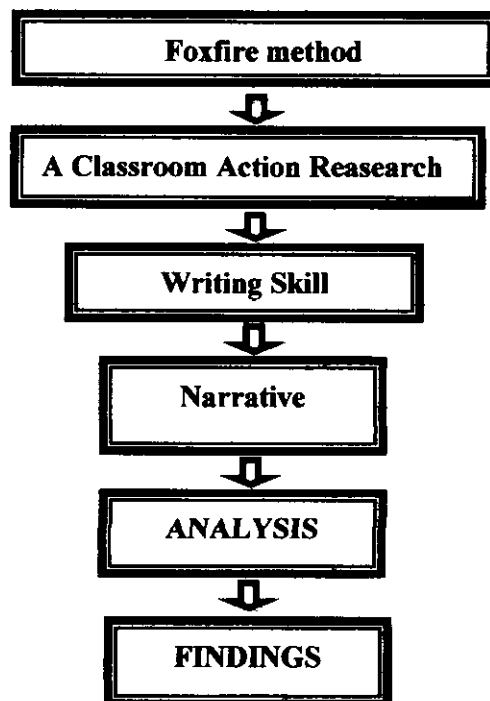 Foxfire method
A Classroom Action Reasearch
Writing Skill
Narrative
ANALYSIS
FINDINGS